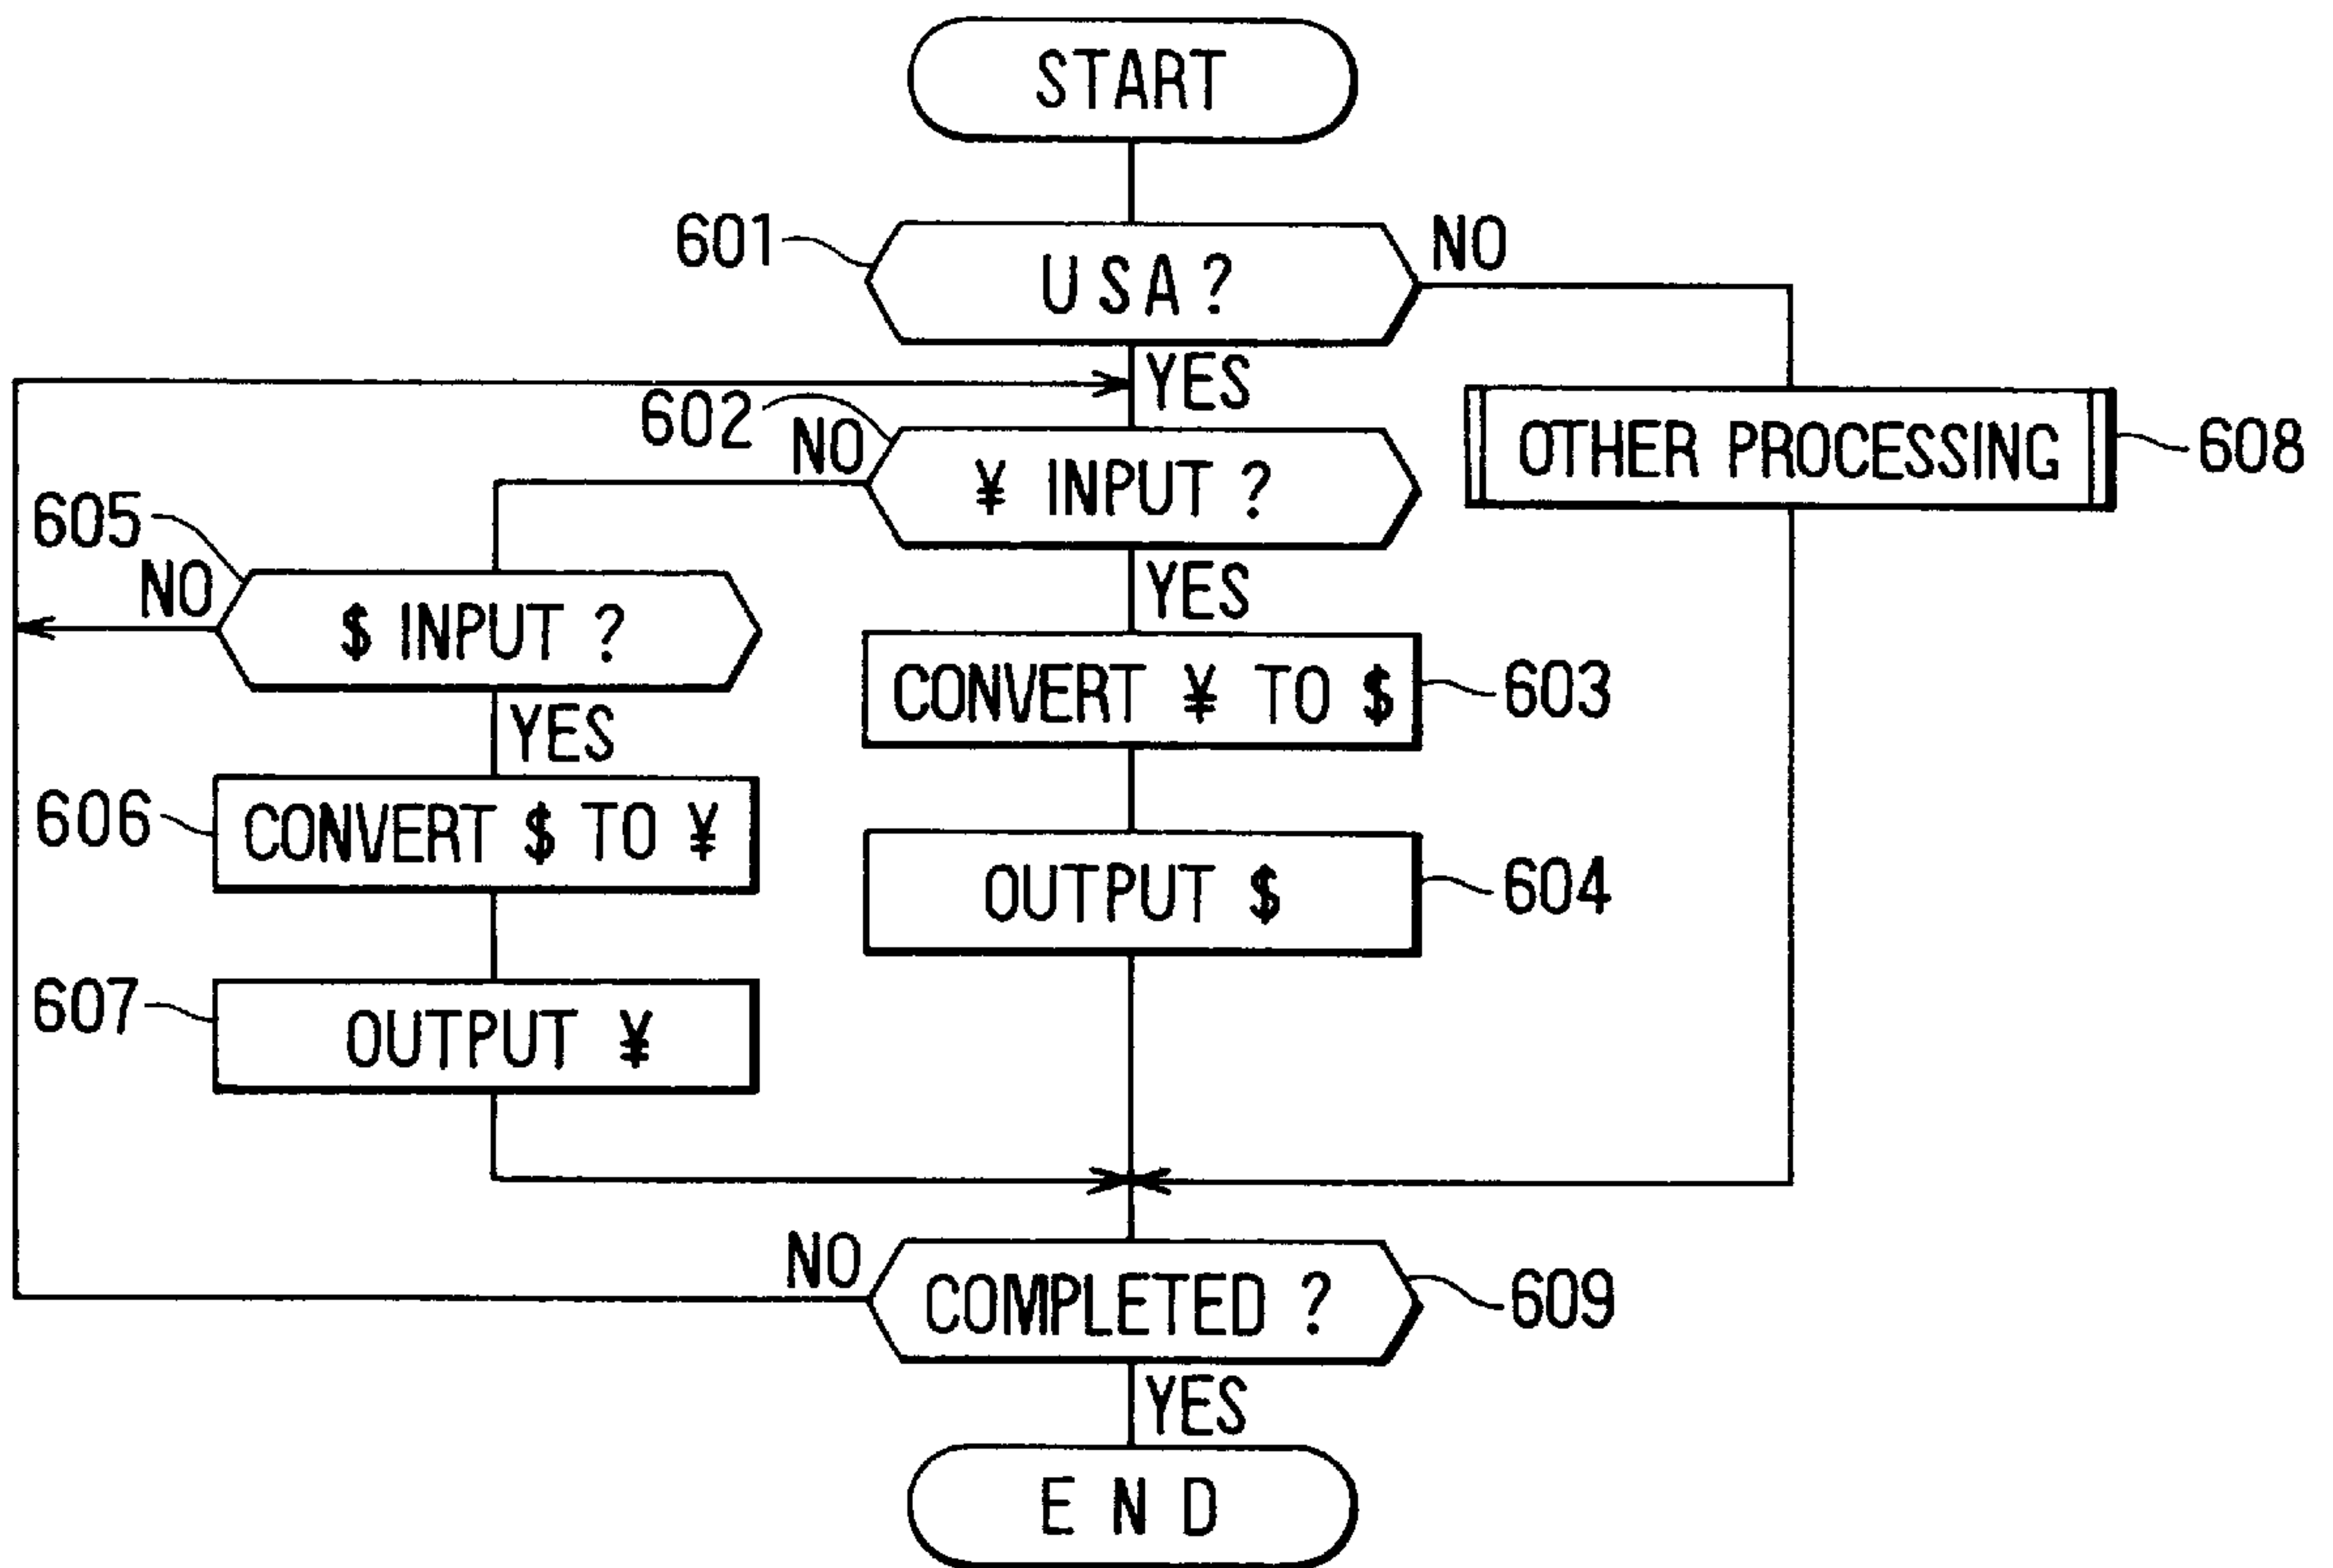 START
601
USA?
NO
YES
602
NO
¥ INPUT ?
OTHER PROCESSING
608
605
NO
$ INPUT ?
YES
CONVERT ¥ TO $
603
YES
606
CONVERT $ TO ¥
OUTPUT $
604
607
OUTPUT ¥
NO
COMPLETED ?
609
YES
END